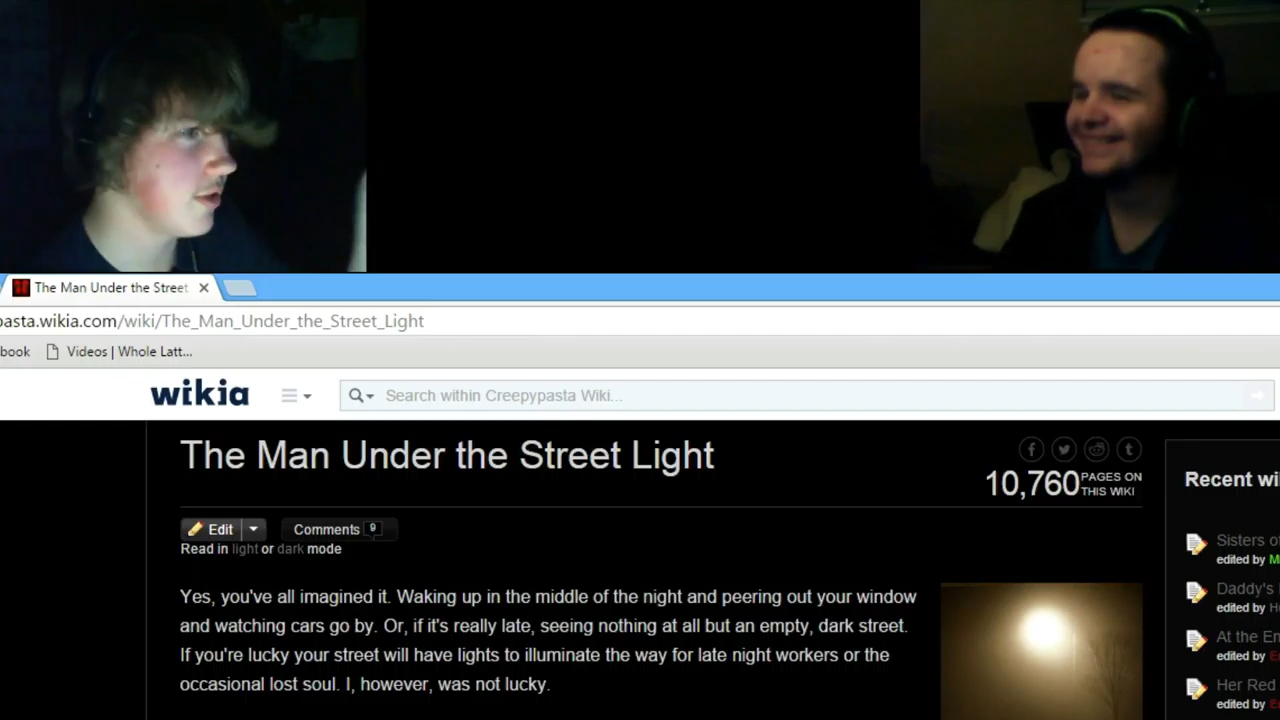 The Man Under the Street
pasta.wikia.com/wiki/The_Man_Under_the_Street_Light
book Videos | Whole Latt...
wikia Search within Creepypasta Wiki...
The Man Under the Street Light
10,760 PAGES ON THIS WIKI
Recent wi
Edit Comments 9
Read in light or dark mode
Sisters of
edited by M
Yes, you've all imagined it. Waking up in the middle of the night and peering out your window
and watching cars go by. Or, if it's really late, seeing nothing at all but an empty, dark street.
If you're lucky your street will have lights to illuminate the way for late night workers or the
occasional lost soul. I, however, was not lucky.
Daddy's
edited by H
At the En
edited by
Her Red
edited by